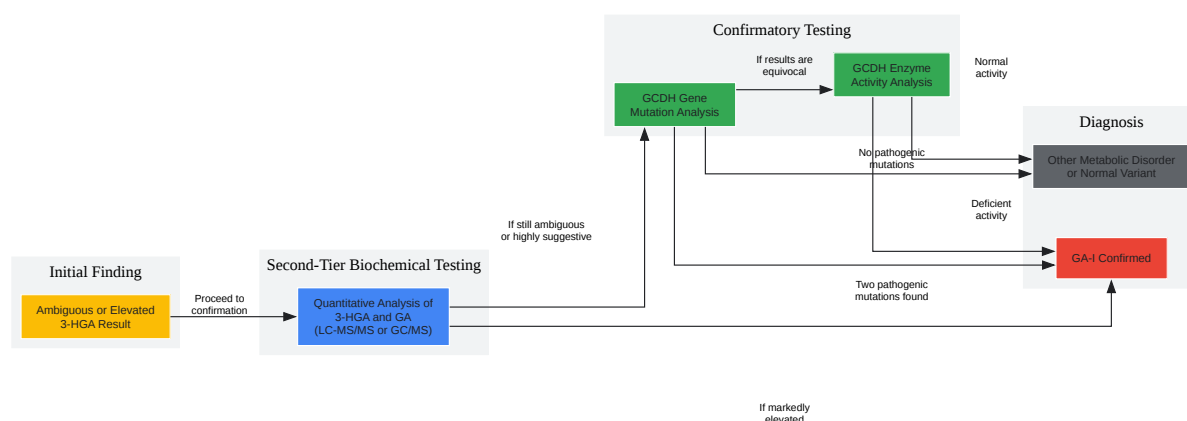 Confirmatory Testing
If results are
equivocal
GCDH Enzyme
Activity Analysis
Normal
activity
GCDH Gene
Mutation Analysis
Diagnosis
No pathogenic
mutations
Other Metabolic Disorder
or Normal Variant
Deficient
activity
If still ambiguous
or highly suggestive
GA-I Confirmed
Initial Finding
Second-Tier Biochemical Testing
Two pathogenic
mutations found
Ambiguous or Elevated
3-HGA Result
Proceed to
confirmation
Quantitative Analysis of
3-HGA and GA
(LC-MS/MS or GC/MS)
If markedly
elevated